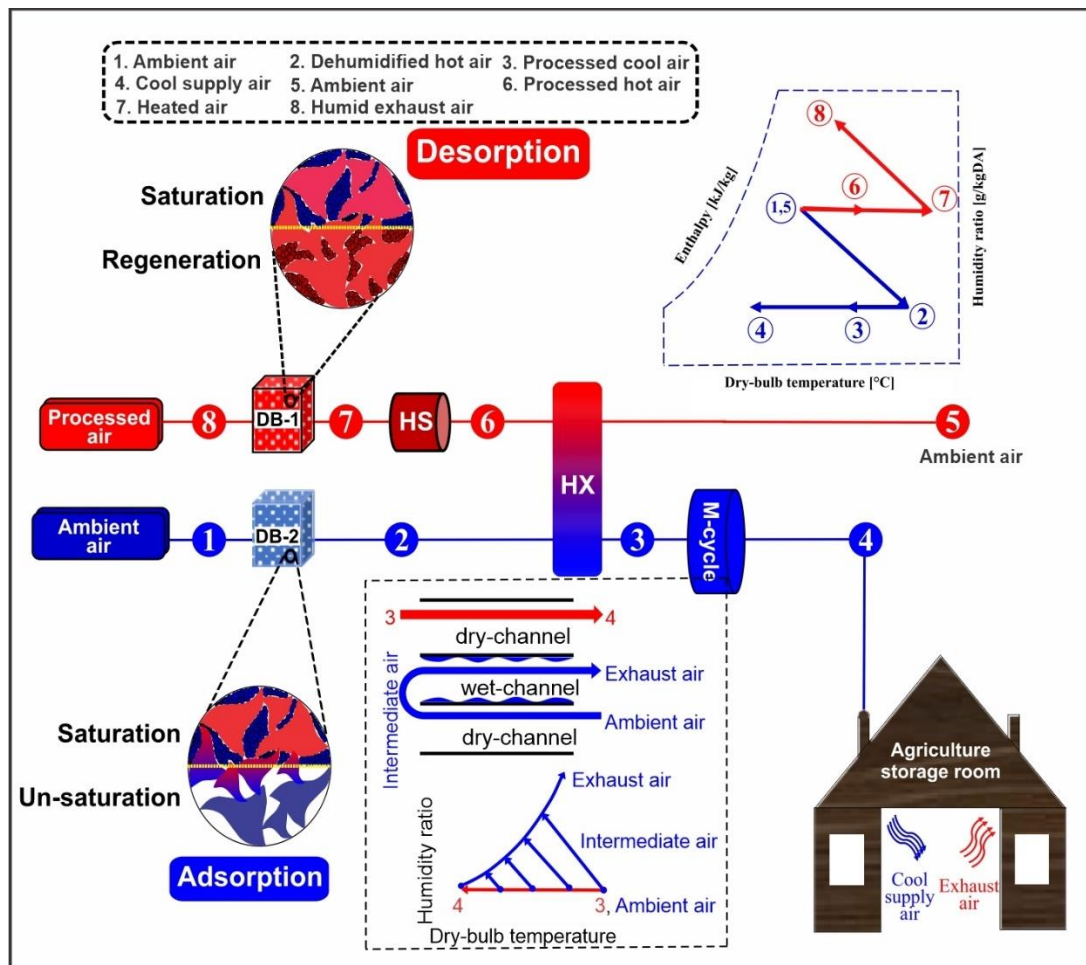 1. Ambient air 2. Dehumidified hot air 3. Processed cool air
4. Cool supply air 5. Ambient air 6. Processed hot air
7. Heated air 8. Humid exhaust air
Desorption
Saturation
Regeneration
8
6
7
1,5
4
3
2
Enthalpy [kJ/kg]
Humidity ratio [g/kgDA]
Dry-bulb temperature [°C]
Processed
air
8
DB-1
7
HS
6
HX
5
Ambient air
Ambient
air
1
DB-2
2
3
M-cycle
4
3
4
dry-channel
Intermediate air
Exhaust air
wet-channel
Ambient air
dry-channel
Saturation
Un-saturation
Adsorption
Exhaust air
Intermediate air
Humidity ratio
4
3, Ambient air
Dry-bulb temperature
Agriculture
storage room
Cool
supply
air
Exhaust
air